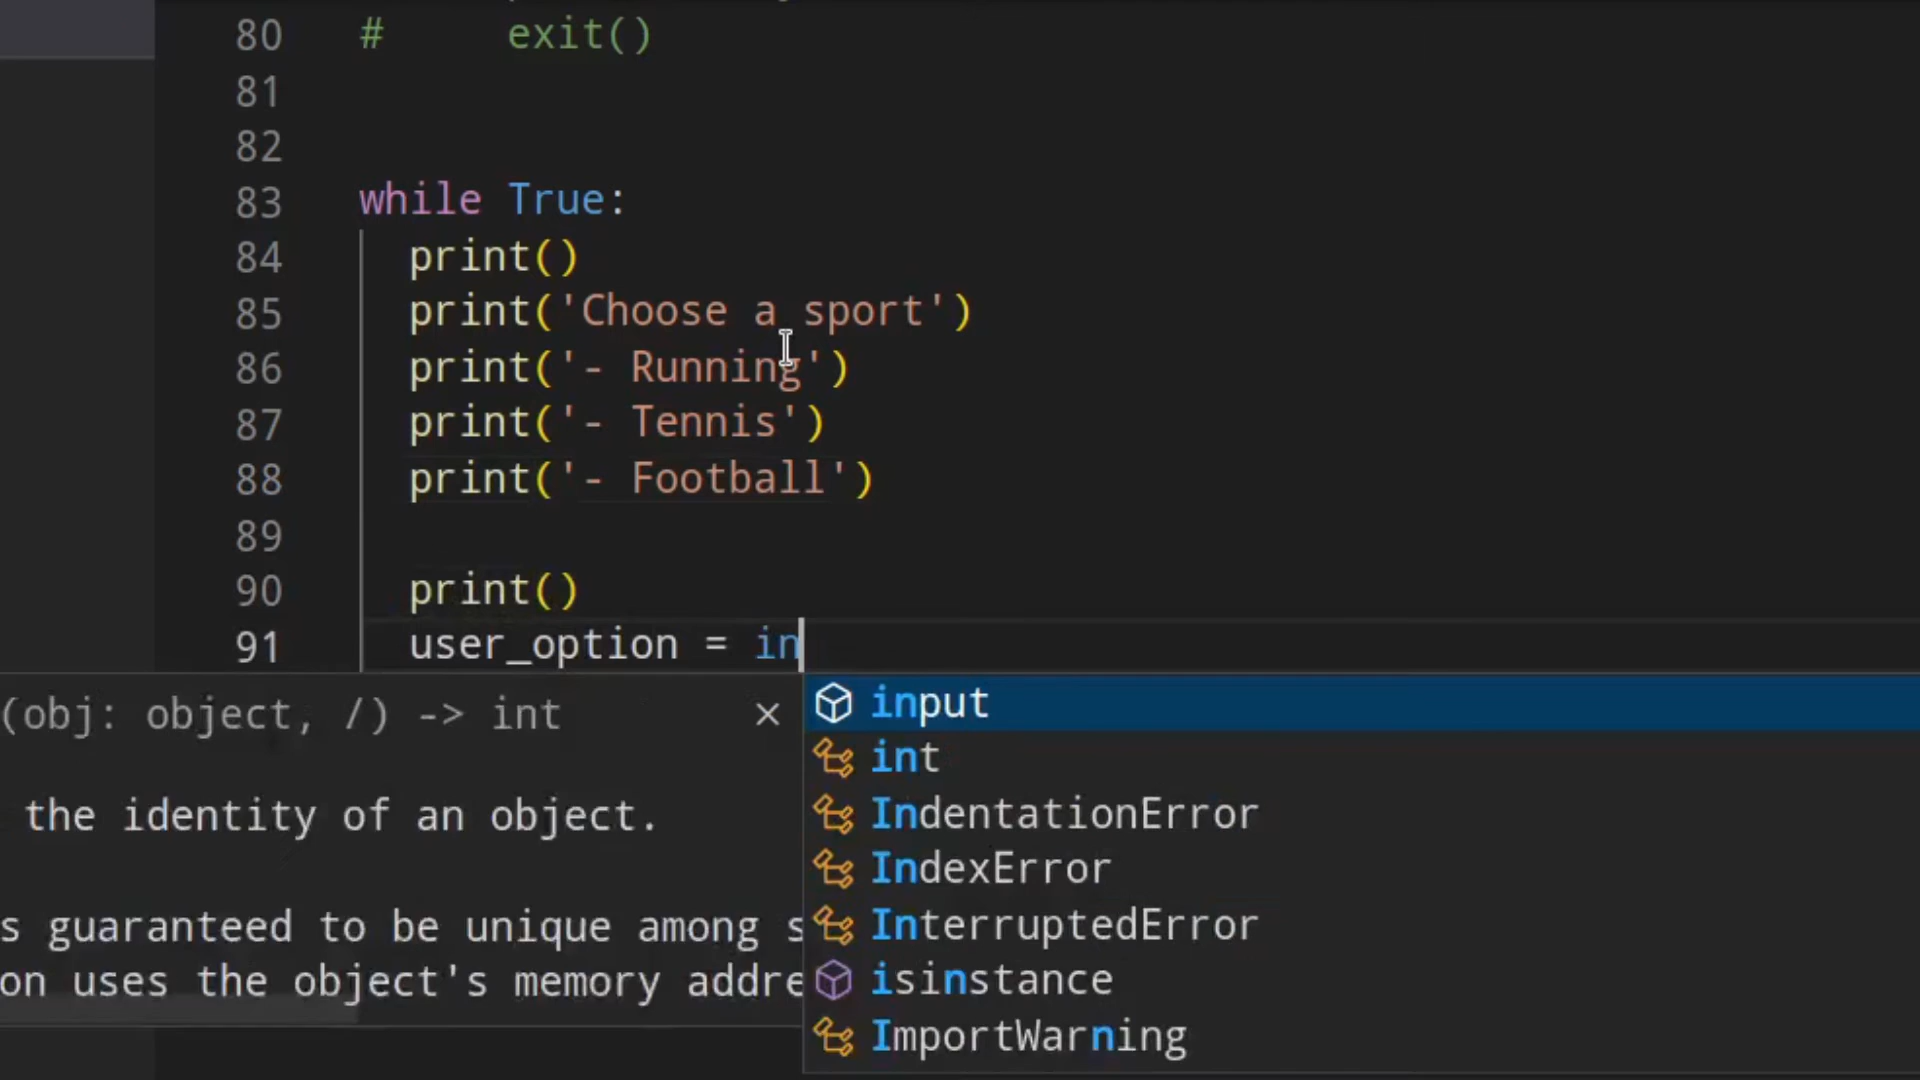 80 #     exit()
81
82
83 while True:
84   print()
85   print('Choose a sport')
86   print('- Running')
87   print('- Tennis')
88   print('- Football')
89
90   print()
91   user_option = in
(obj: object, /) -> int ×
the identity of an object.
s guaranteed to be unique among s
on uses the object's memory addre
input
int
IndentationError
IndexError
InterruptedError
isinstance
ImportWarning